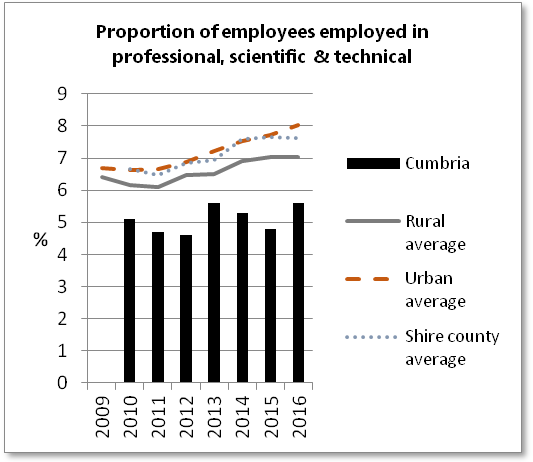 Proportion of employees employed in
professional, scientific & technical
9
8
7
6
5
4
3
2
1
0
%
2009
2010
2011
2012
2013
2014
2015
2016
Cumbria
Rural
average
Urban
average
Shire county
average